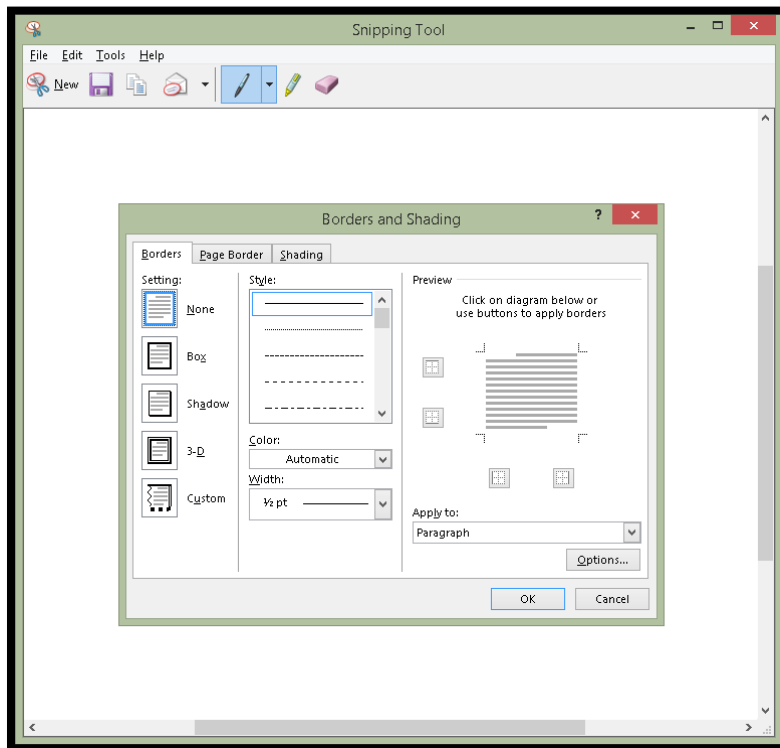 Snipping Tool
File Edit Tools Help
New
Borders and Shading
?
Borders Page Border Shading
Setting:
None
Box
Shadow
3-D
Custom
Style:
Color:
Automatic
Width:
½ pt
Preview
Click on diagram below or
use buttons to apply borders
Apply to:
Paragraph
Options...
OK Cancel